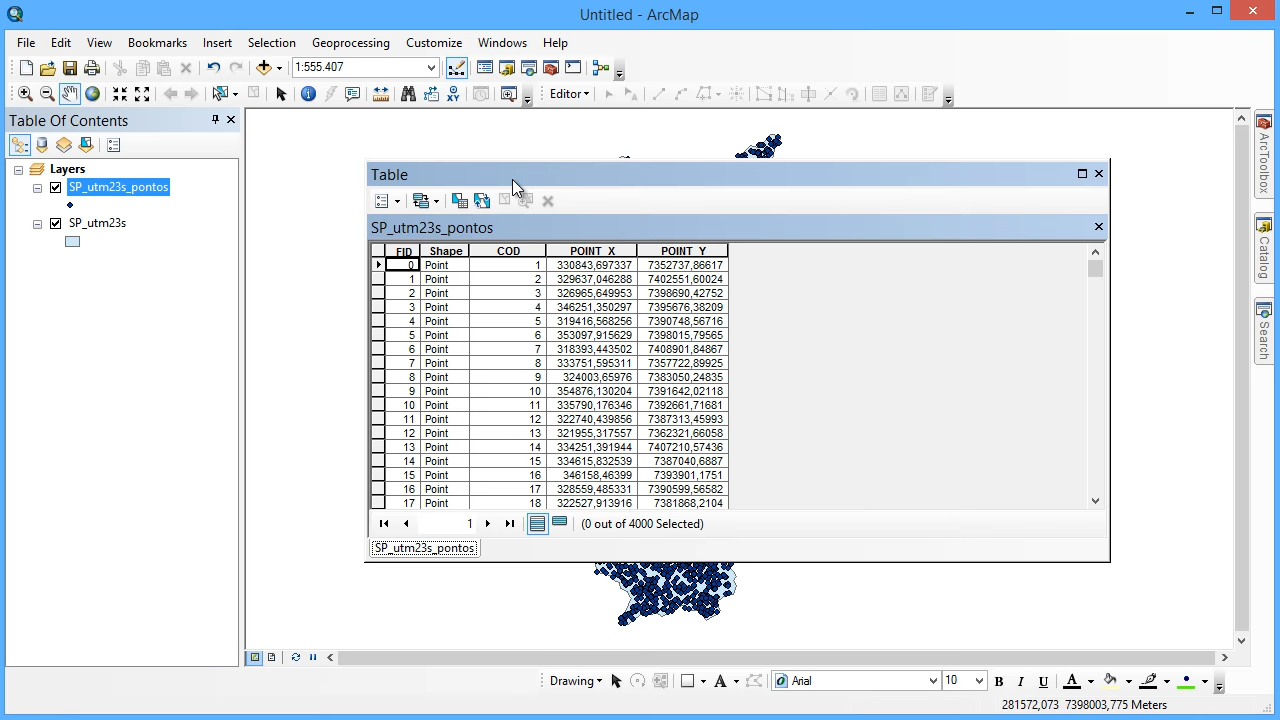 Untitled - ArcMap
File Edit View Bookmarks Insert Selection Geoprocessing Customize Windows Help
1:555.407
Editor
Table Of Contents
Layers
SP_utm23s_pontos
SP_utm23s
Table
SP_utm23s_pontos
FID Shape COD POINT_X POINT_Y
0 Point 1 330843,697337 7352737,86617
1 Point 2 329637,046288 7402551,60024
2 Point 3 326965,649953 7398690,42752
3 Point 4 346251,350297 7395676,38209
4 Point 5 319416,568256 7390748,56716
5 Point 6 353097,915629 7398015,79565
6 Point 7 318393,443502 7408901,84867
7 Point 8 333751,595311 7357722,89925
8 Point 9 324003,65976 7383050,24835
9 Point 10 354876,130204 7391642,02118
10 Point 11 335790,176346 7392661,71681
11 Point 12 322740,439856 7387313,45993
12 Point 13 321955,317557 7362321,66058
13 Point 14 334251,391944 7407210,57436
14 Point 15 334615,832539 7387040,6887
15 Point 16 346158,46399 7393901,1751
16 Point 17 328559,485331 7390599,56582
17 Point 18 322527,913916 7381868,2104
1 (0 out of 4000 Selected)
SP_utm23s_pontos
ArcToolbox
Catalog
Search
Drawing A Arial 10 B I U A
281572,073 7398003,775 Meters